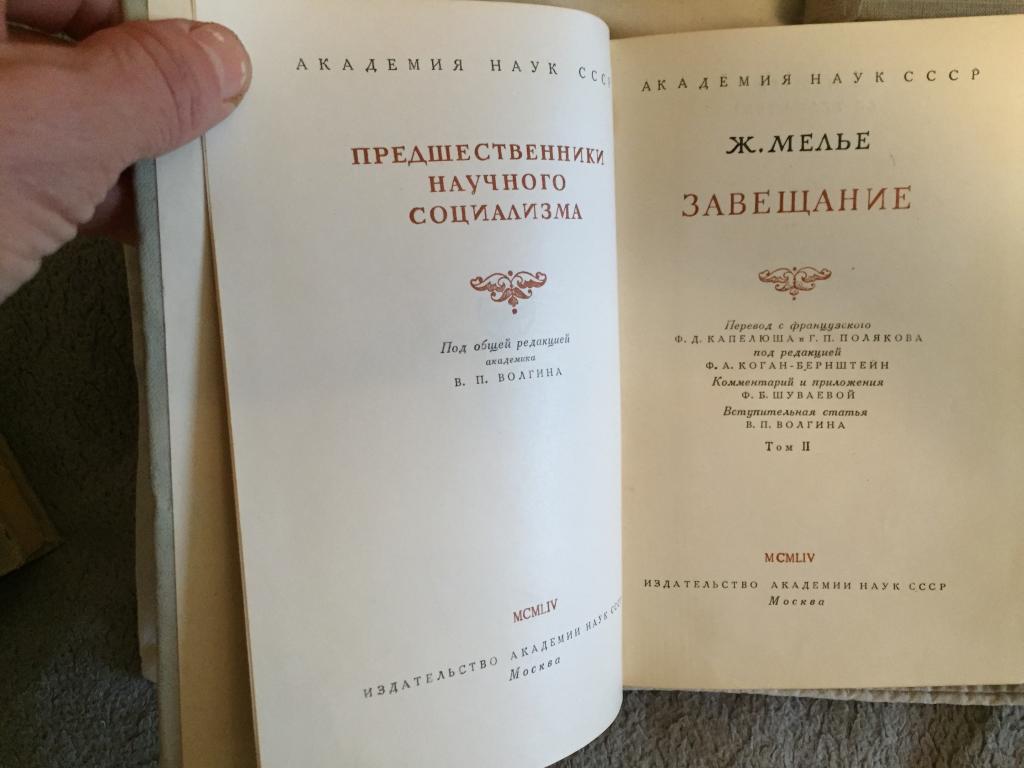 АКАДЕМИЯ НАУК СССР
ПРЕДШЕСТВЕННИКИ
НАУЧНОГО
СОЦИАЛИЗМА
Под общей редакцией
академика
В. П. ВОЛГИНА
MCMLIV
ИЗДАТЕЛЬСТВО АКАДЕМИИ НАУК СССР
Москва
АКАДЕМИЯ НАУК СССР
Ж. МЕЛЬЕ
ЗАВЕЩАНИЕ
Перевод с французского
Ф. Д. КАПЕЛЮША и Г. П. ПОЛЯКОВА
под редакцией
Ф. А. КОГАН-БЕРНШТЕЙН
Комментарий и приложения
Ф. Б. ШУВАЕВОЙ
Вступительная статья
В. П. ВОЛГИНА
Том II
MCMLIV
ИЗДАТЕЛЬСТВО АКАДЕМИИ НАУК СССР
Москва